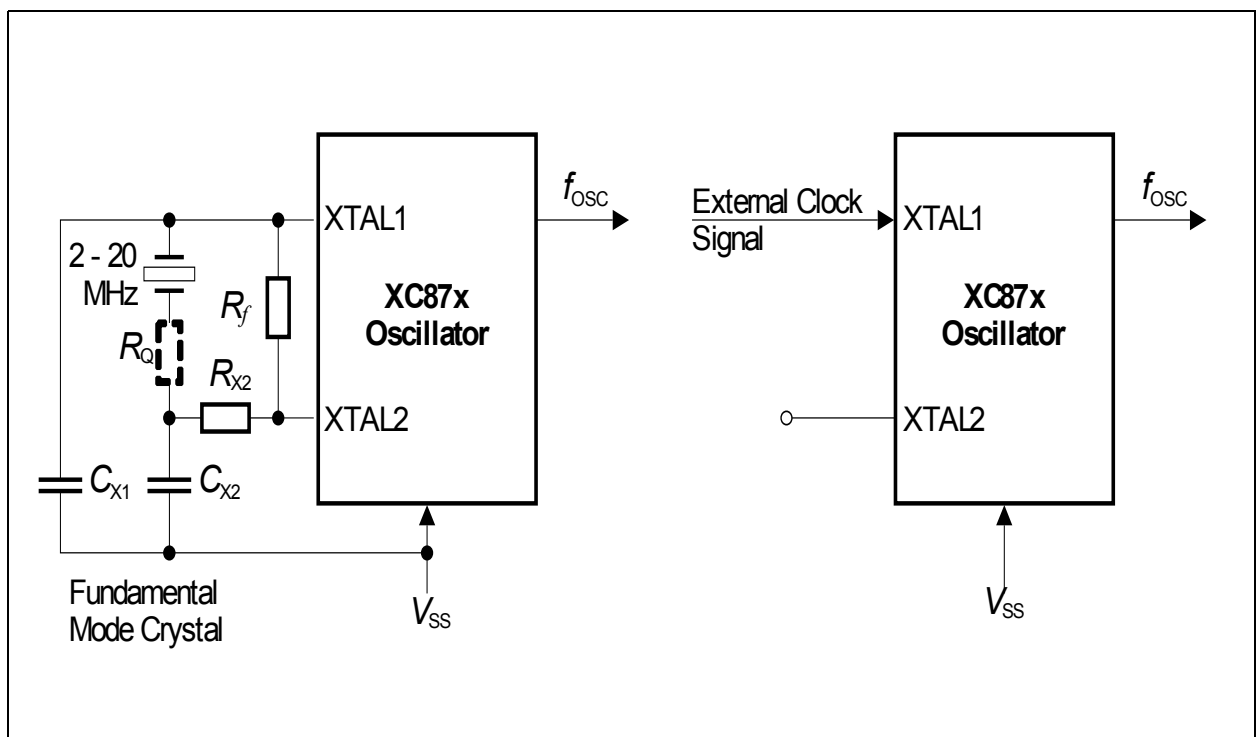 2 - 20
MHz
R_Q
R_f
R_X2
C_X1
C_X2
XTAL1
XC87x
Oscillator
XTAL2
f_OSC
V_SS
Fundamental
Mode Crystal
External Clock
Signal
XTAL1
XC87x
Oscillator
XTAL2
f_OSC
V_SS